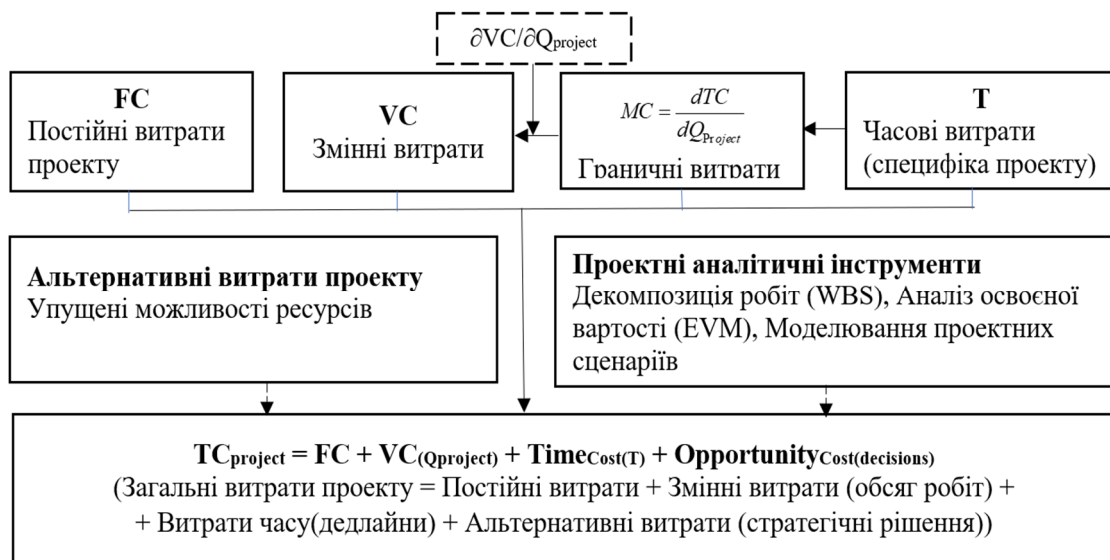 ∂VC/∂Qproject
FC
Постійні витрати
проекту
VC
Змінні витрати
MC = dTC / dQProject
Граничні витрати
T
Часові витрати
(специфіка проекту)
Альтернативні витрати проекту
Упущені можливості ресурсів
Проектні аналітичні інструменти
Декомпозиція робіт (WBS), Аналіз освоєної
вартості (EVM), Моделювання проектних
сценаріїв
TCproject = FC + VC(Qproject) + TimeCost(T) + OpportunityCost(decisions)
(Загальні витрати проекту = Постійні витрати + Змінні витрати (обсяг робіт) +
+ Витрати часу(дедлайни) + Альтернативні витрати (стратегічні рішення))